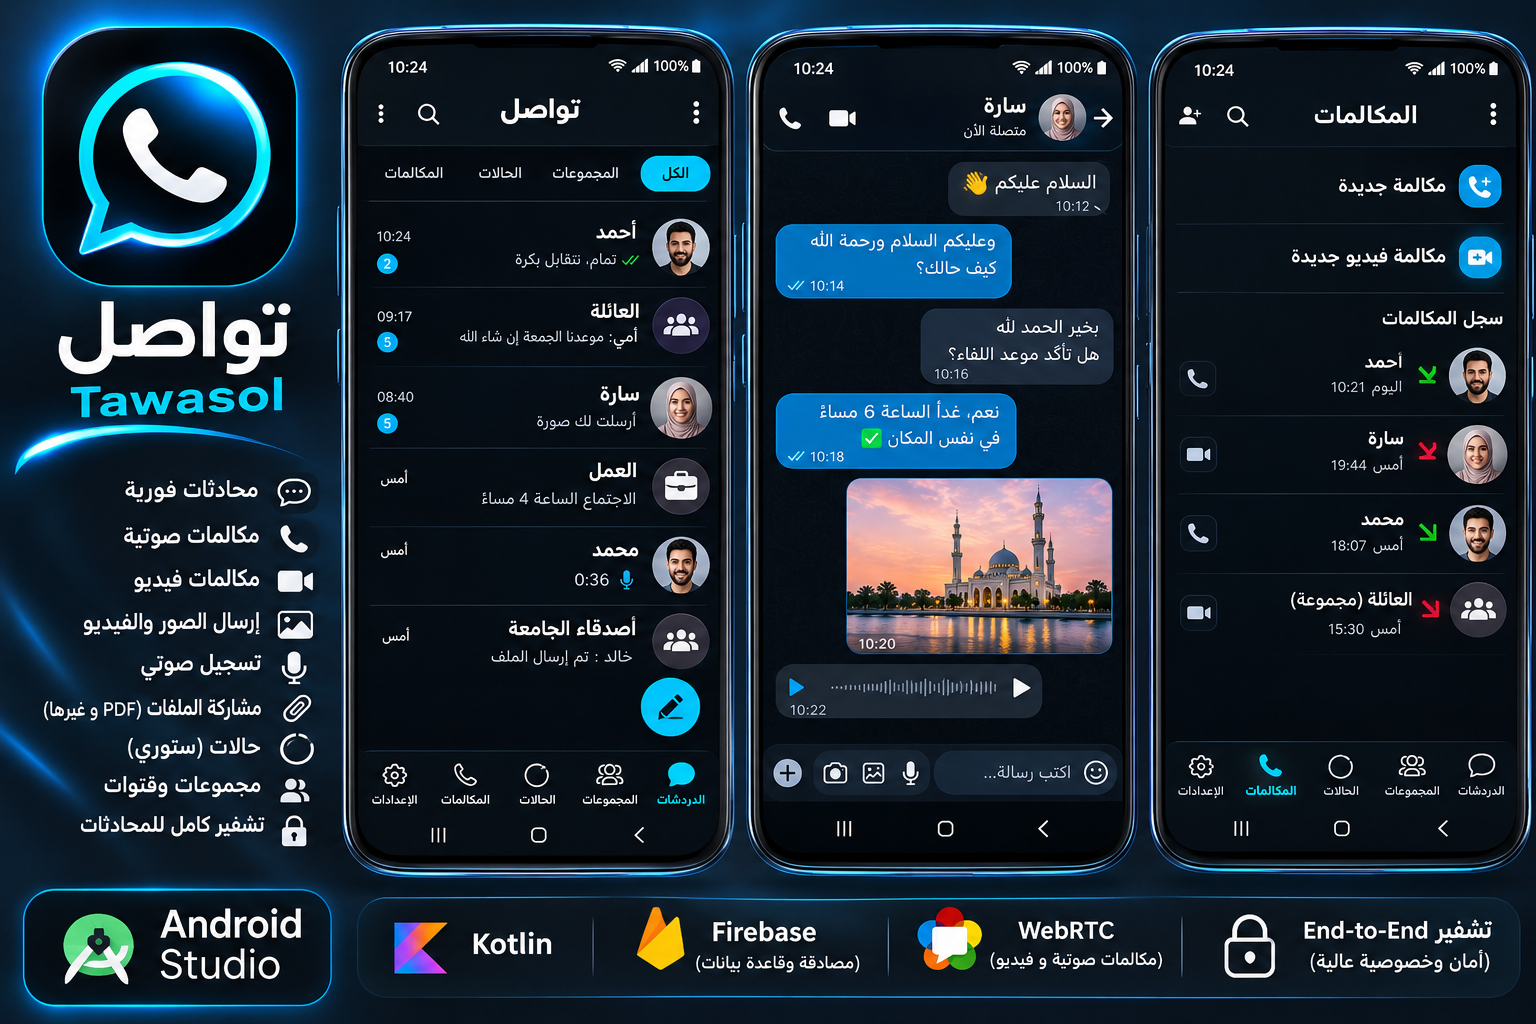 تواصل
Tawasol
محادثات فورية
مكالمات صوتية
مكالمات فيديو
إرسال الصور والفيديو
تسجيل صوتي
مشاركة الملفات (PDF و غيرها)
حالات (ستوري)
مجموعات وقتوات
تشفير كامل للمحادثات
10:24
100%
تواصل
الكل
المجموعات
الحالات
المكالمات
أحمد
10:24
تمام، نتقابل بكرة
2
العائلة
09:17
أمي: موعدنا الجمعة إن شاء الله
5
سارة
08:40
أرسلت لك صورة
5
العمل
أمس
الاجتماع الساعة 4 مساءً
محمد
أمس
0:36
أصدقاء الجامعة
أمس
خالد : تم إرسال الملف
الدردشات
المجموعات
الحالات
المكالمات
الإعدادات
10:24
100%
سارة
متصلة الأن
السلام عليكم 👋
10:12
وعليكم السلام ورحمة الله
كيف حالك؟
10:14
بخير الحمد لله
هل تأكد موعد اللفاء؟
10:16
نعم، غدأ الساعة 6 مساءً
في نفس المكان ✅
10:18
10:20
10:22
اكتب رسالة...
10:24
100%
المكالمات
مكالمة جديدة
مكالمة فيديو جديدة
سجل المكالمات
أحمد
اليوم 10:21
سارة
أمس 19:44
محمد
أمس 18:07
العائلة (مجموعة)
أمس 15:30
الدردشات
المجموعات
الحالات
المكالمات
الإعدادات
Android
Studio
Kotlin
Firebase
(مصادقة وقاعدة بيانات)
WebRTC
(مكالمات صوتية و فيديو)
تشفير End-to-End
(أمان وخصوصية عالية)